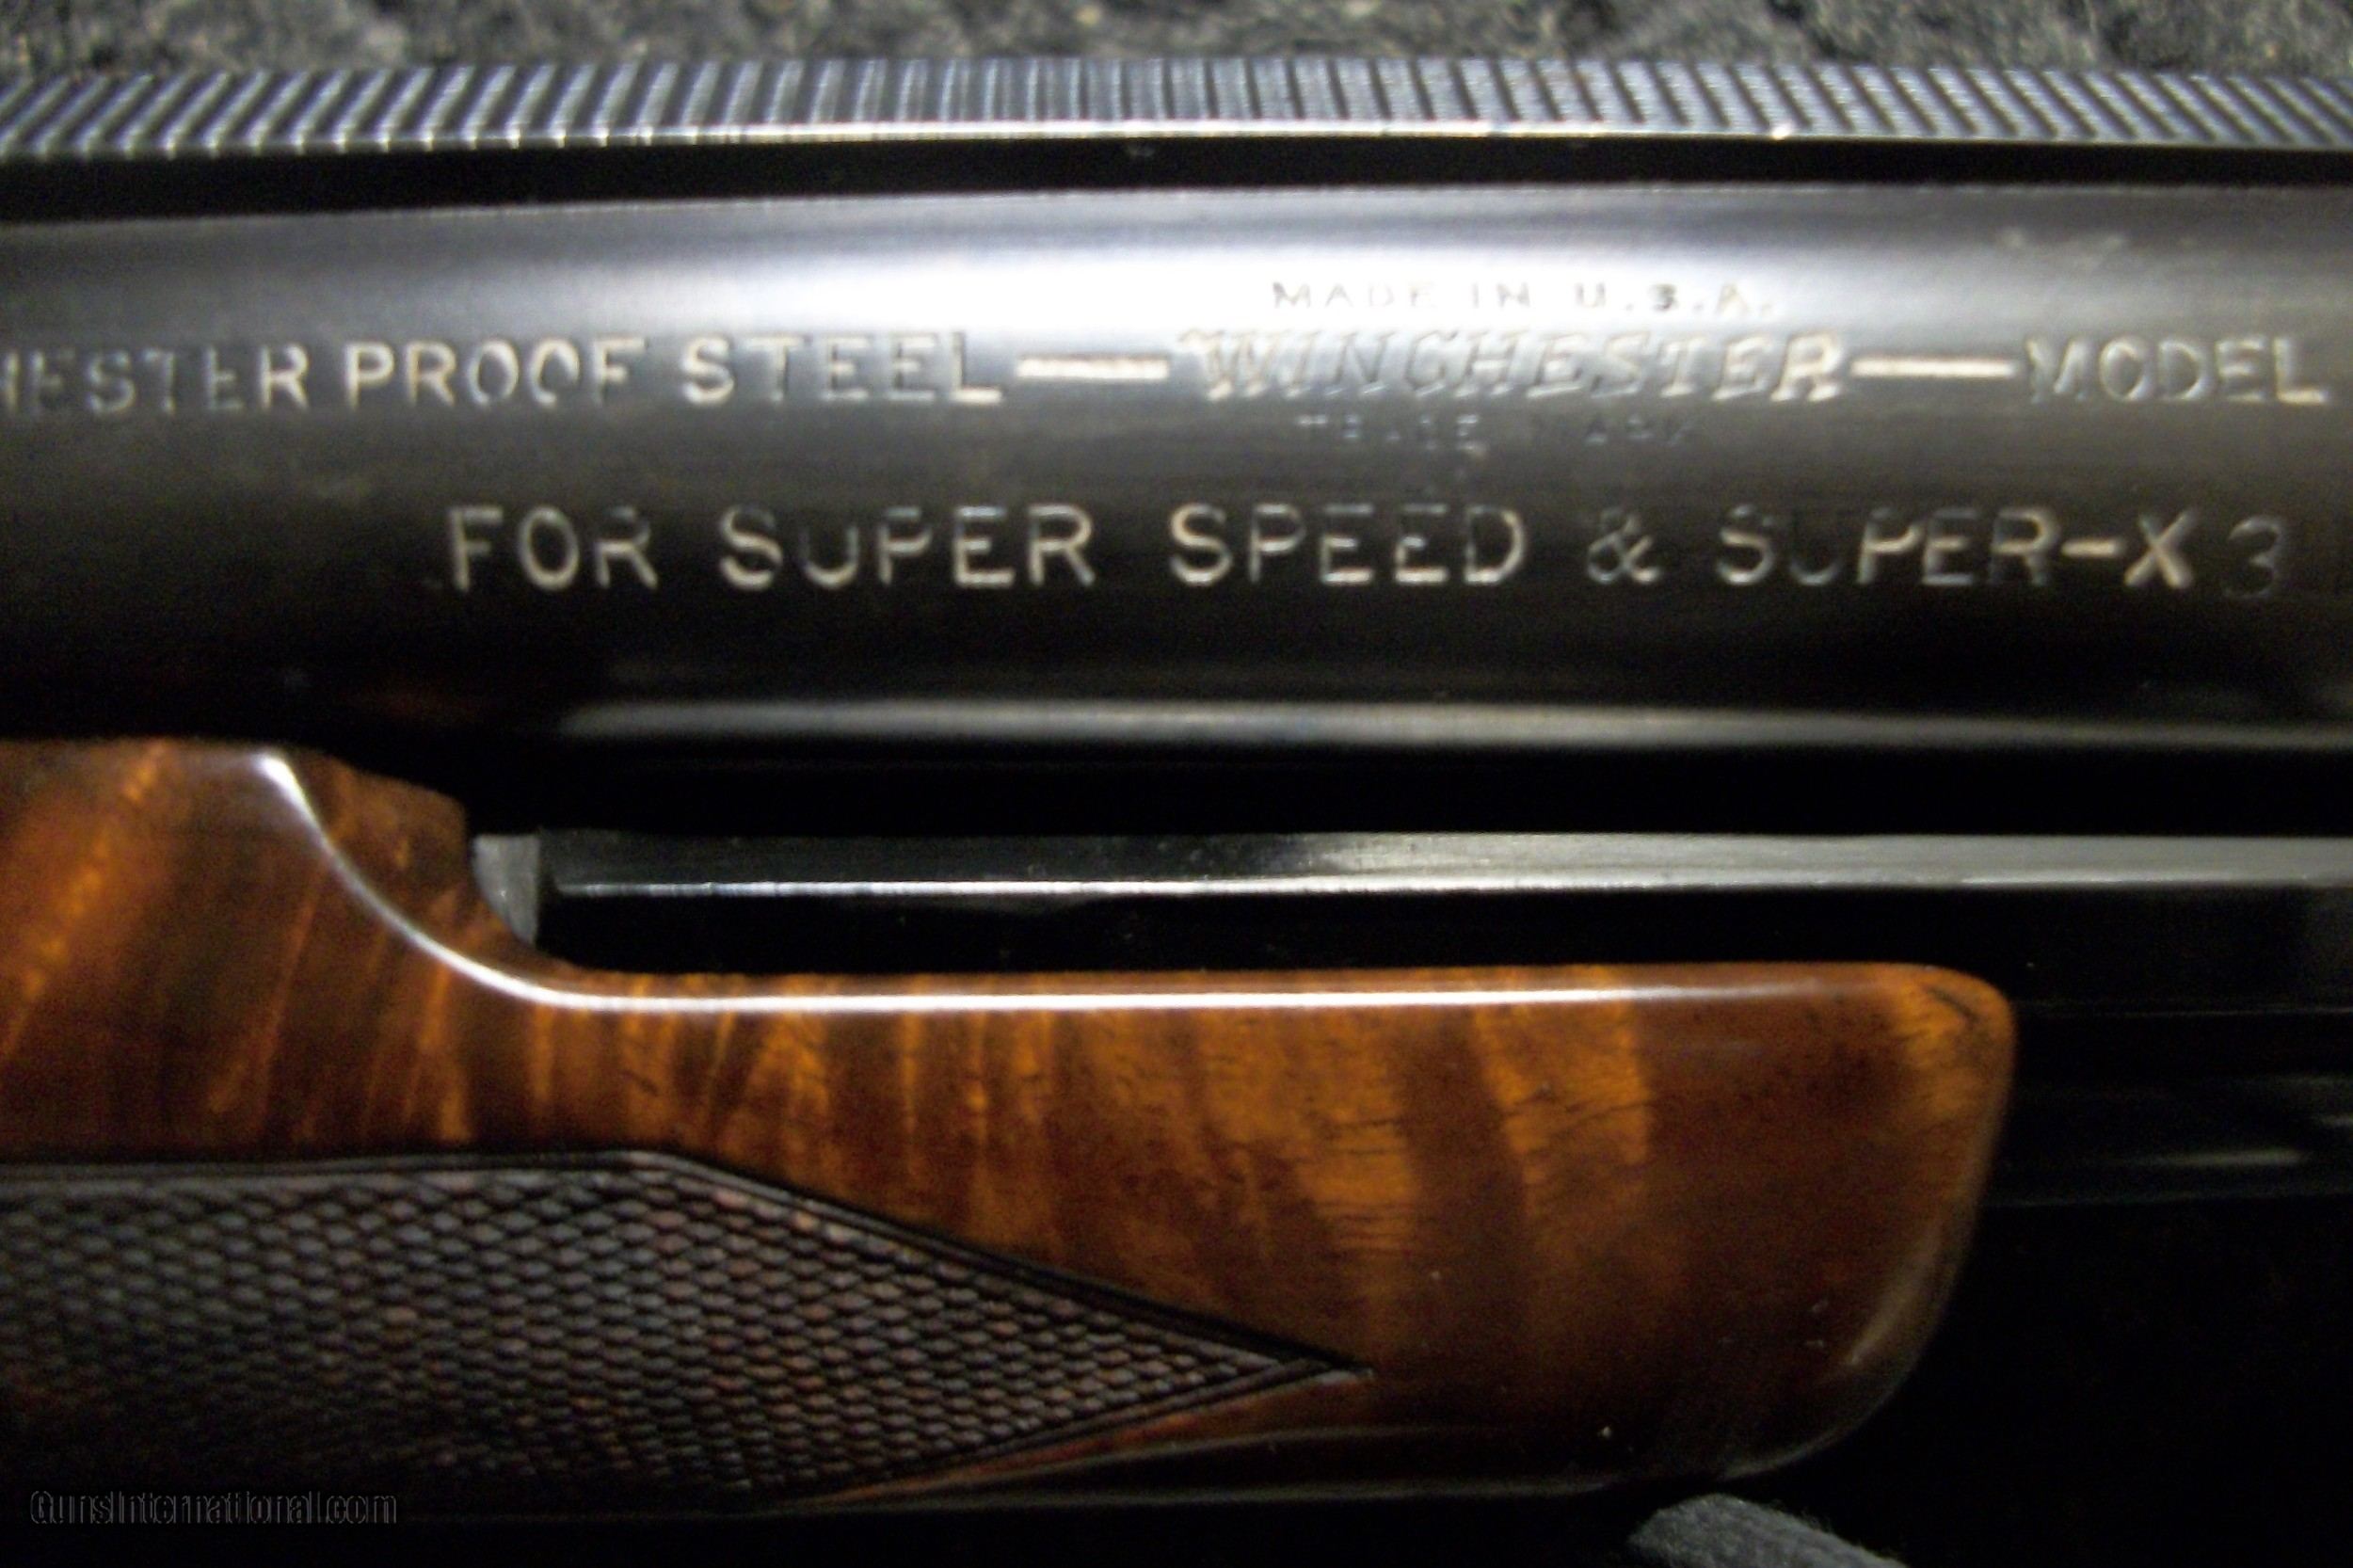 MADE IN U.S.A.
HESTER PROOF STEEL—WINCHESTER—MODEL
TRADE MARK
FOR SUPER SPEED & SUPER-X 3
GunsInternational.com